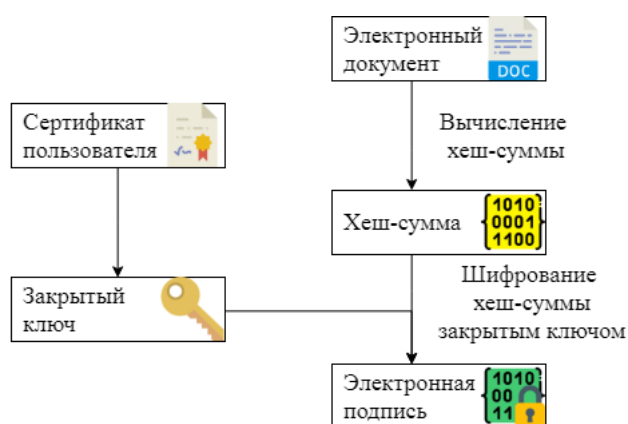 Электронный
документ
DOC
Вычисление
хеш-суммы
Сертификат
пользователя
Хеш-сумма
1010
0001
1100
Шифрование
хеш-суммы
закрытым ключом
Закрытый
ключ
Электронная
подпись
1010
00
11